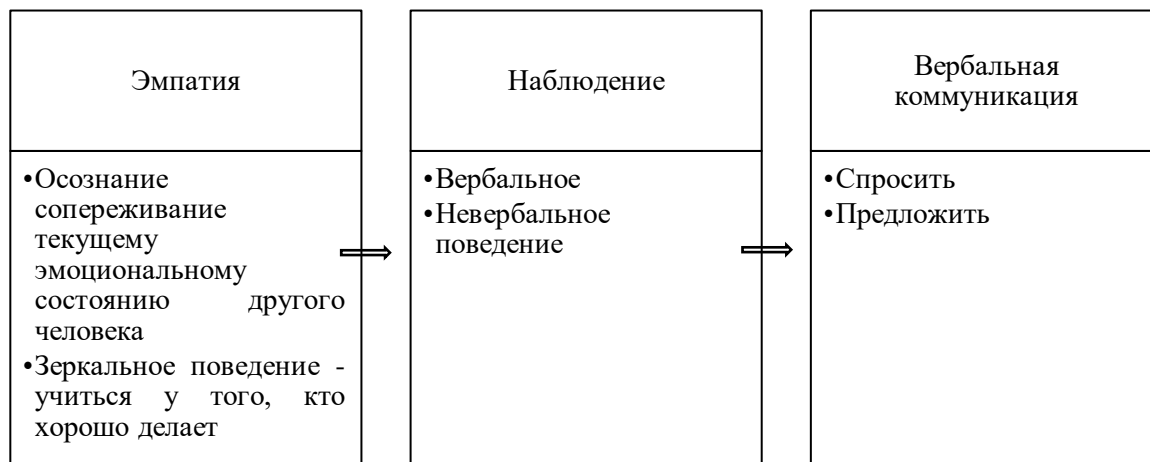 Эмпатия
•Осознание
сопереживание
текущему
эмоциональному
состоянию другого
человека
•Зеркальное поведение -
учиться у того, кто
хорошо делает
Наблюдение
•Вербальное
•Невербальное
поведение
Вербальная
коммуникация
•Спросить
•Предложить